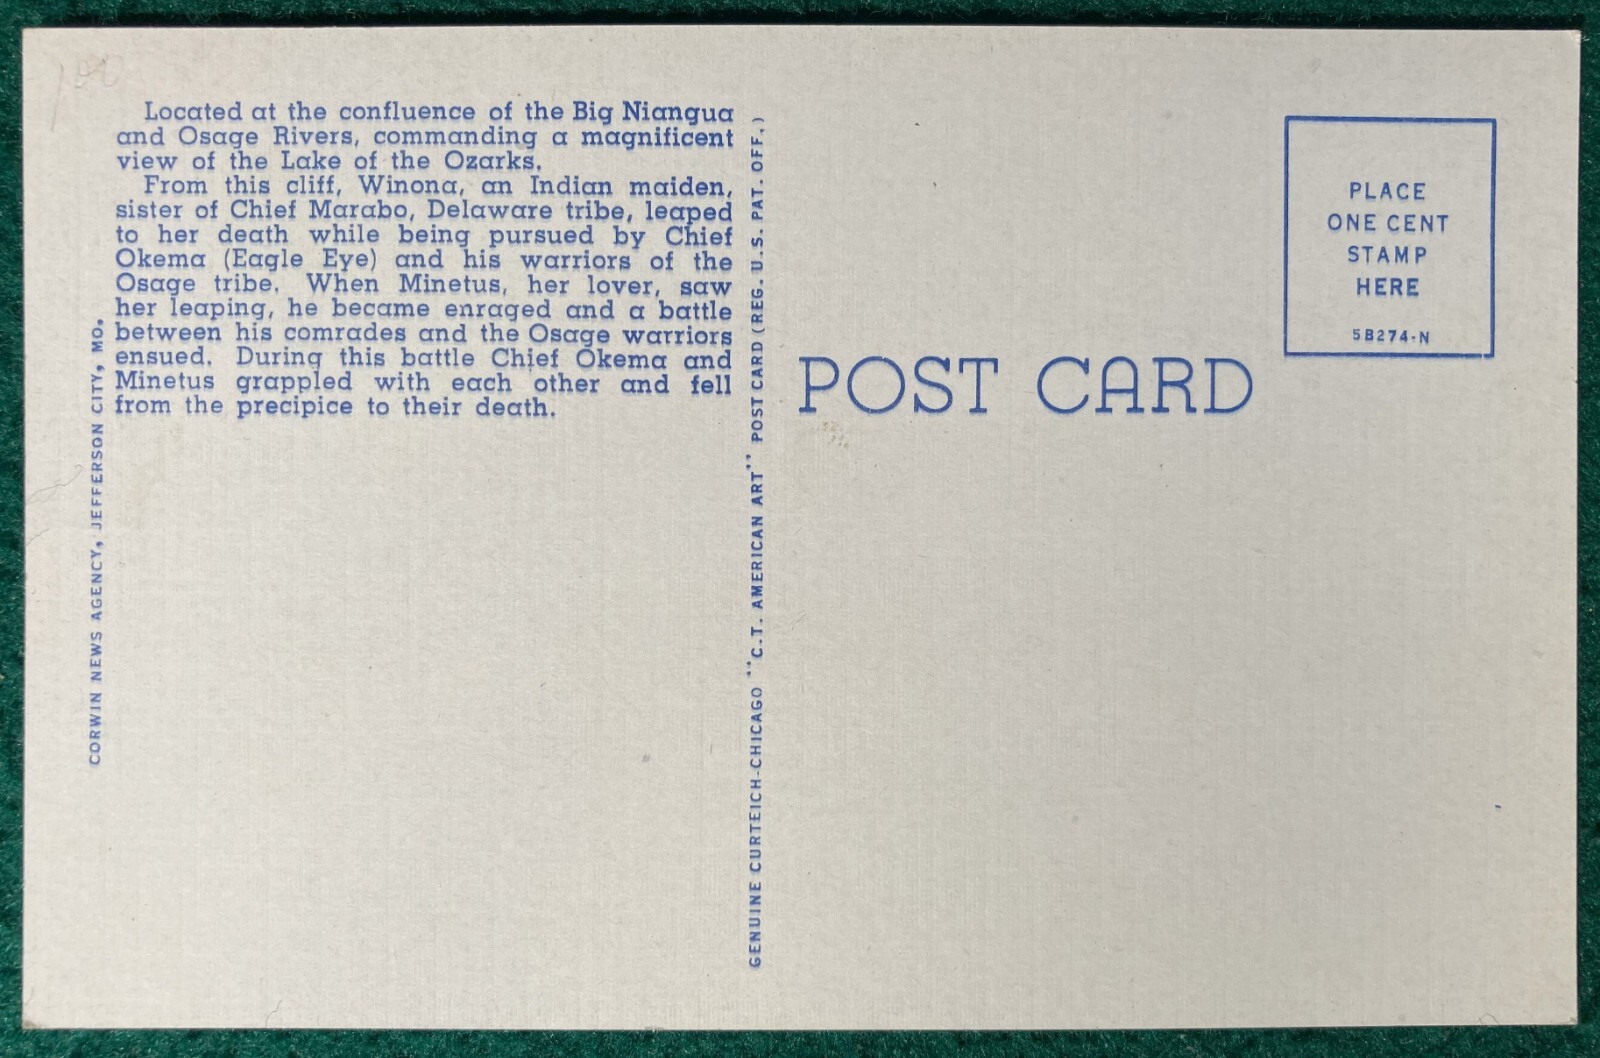 100
Located at the confluence of the Big Niangua
and Osage Rivers, commanding a magnificent
view of the Lake of the Ozarks.
From this cliff, Winona, an Indian maiden,
sister of Chief Marabo, Delaware tribe, leaped
to her death while being pursued by Chief
Okema (Eagle Eye) and his warriors of the
Osage tribe. When Minetus, her lover, saw
her leaping, he became enraged and a battle
between his comrades and the Osage warriors
ensued. During this battle Chief Okema and
Minetus grappled with each other and fell
from the precipice to their death.
CORWIN NEWS AGENCY, JEFFERSON CITY, MO.
GENUINE CURTEICH-CHICAGO "C.T. AMERICAN ART" POST CARD (REG. U.S. PAT. OFF.)
POST CARD
PLACE
ONE CENT
STAMP
HERE
5B274-N